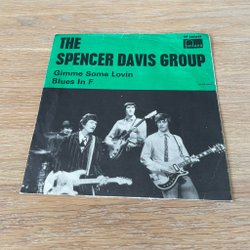 THE
SPENCER DAVIS GROUP
Gimme Some Lovin
Blues In F